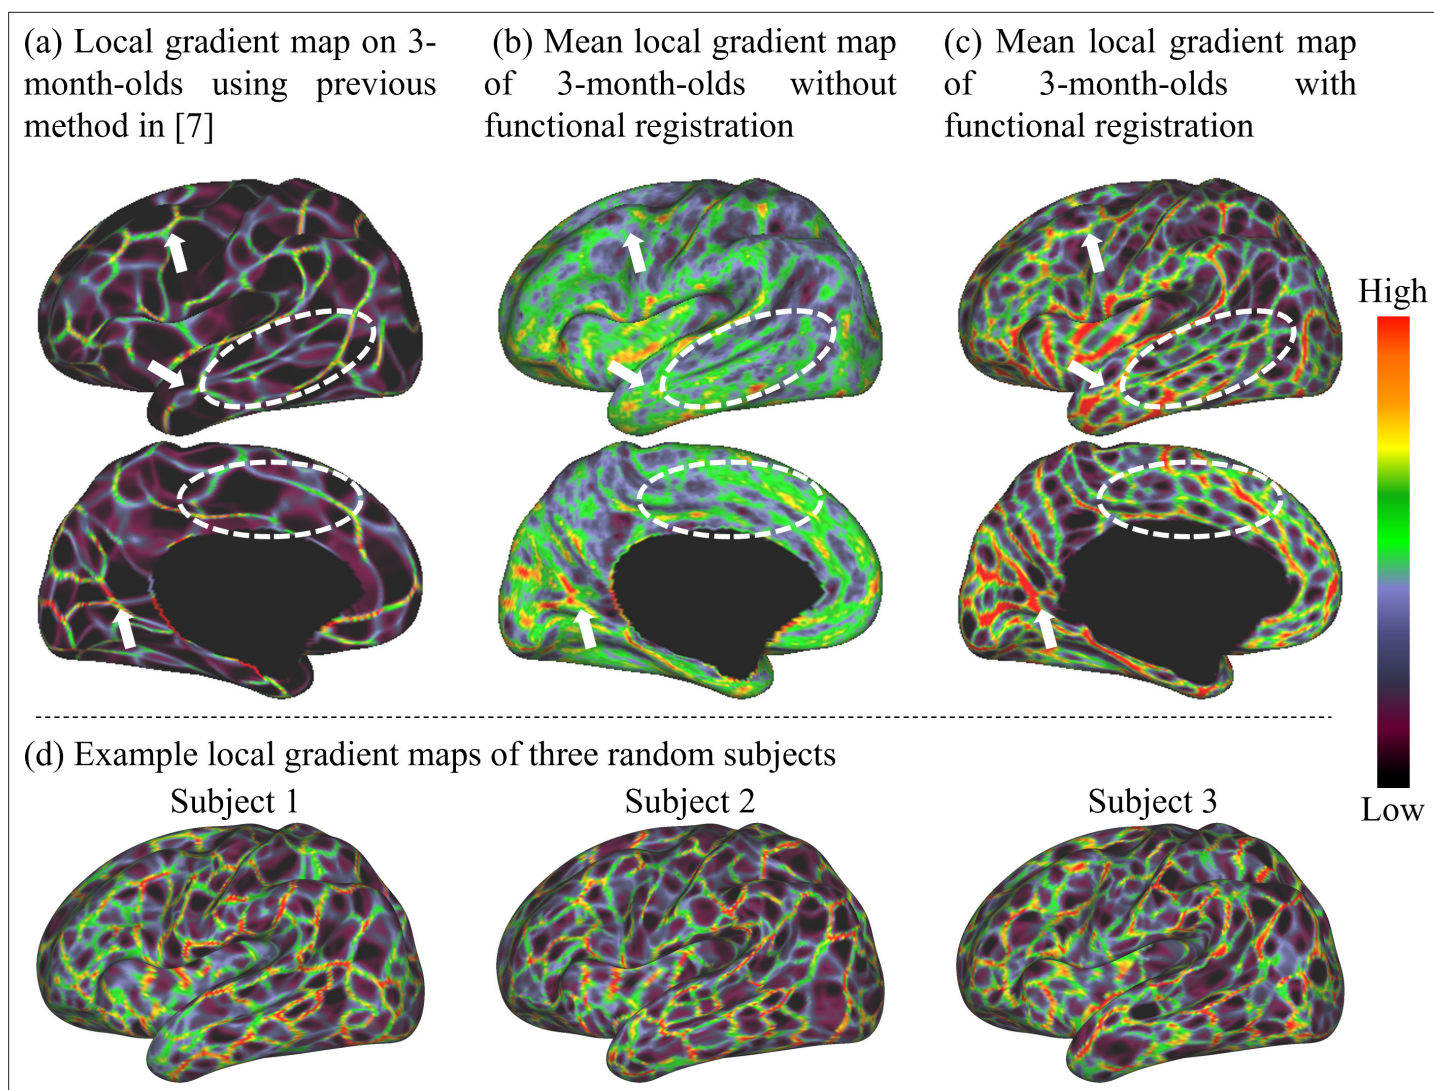 (a) Local gradient map on 3-
month-olds using previous
method in [7]
(b) Mean local gradient map
of 3-month-olds without
functional registration
(c) Mean local gradient map
of 3-month-olds with
functional registration
High
Low
(d) Example local gradient maps of three random subjects
Subject 1
Subject 2
Subject 3